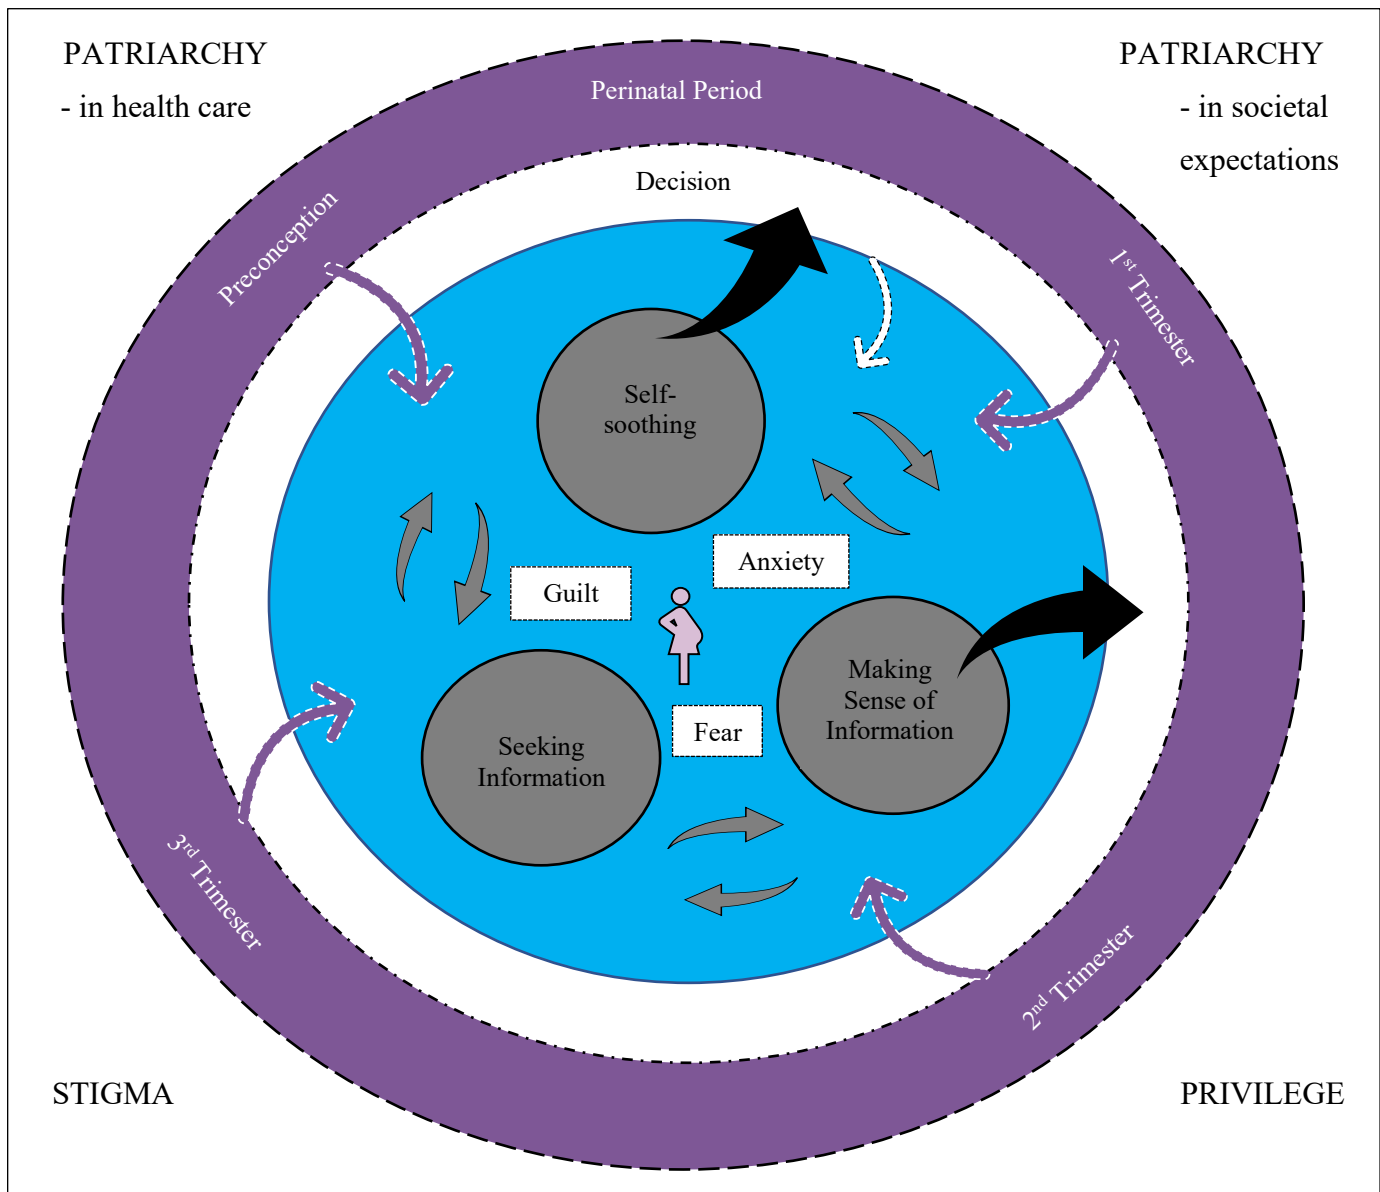 PATRIARCHY
- in health care
PATRIARCHY
- in societal
expectations
Perinatal Period
Decision
Preconception
1st Trimester
Self-
soothing
Anxiety
Guilt
Making
Sense of
Information
Fear
Seeking
Information
3rd Trimester
2nd Trimester
STIGMA
PRIVILEGE